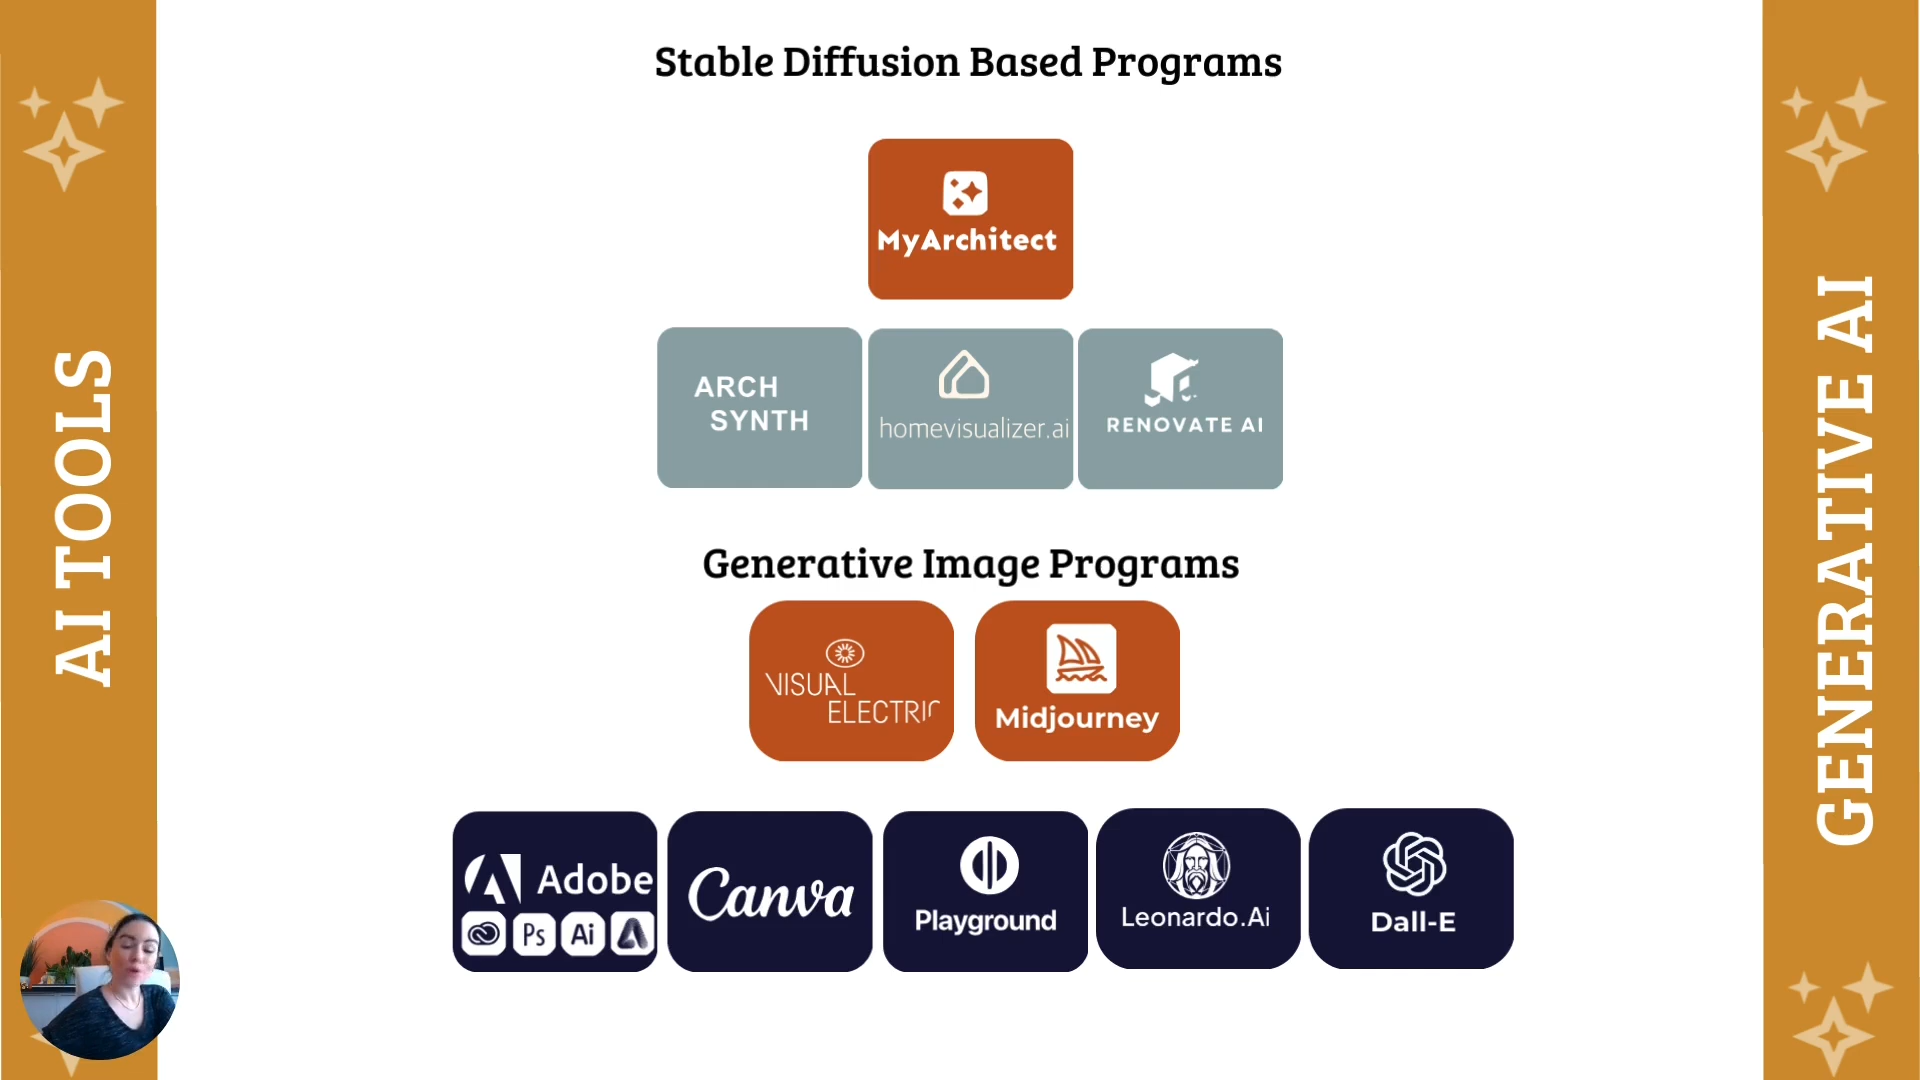 Stable Diffusion Based Programs
MyArchitect
ARCH
SYNTH
homevisualizer.ai
RENOVATE AI
Generative Image Programs
VISUAL
ELECTRIC
Midjourney
Adobe
Ps
Ai
Canva
Playground
Leonardo.Ai
Dall-E
AI TOOLS
GENERATIVE AI